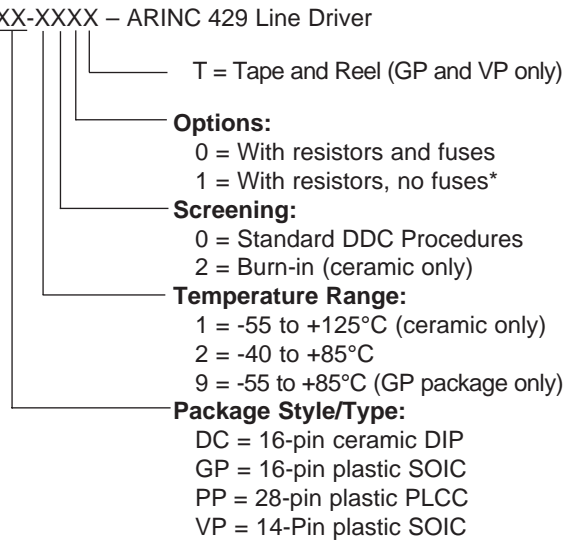 XX-XXXX – ARINC 429 Line Driver
T = Tape and Reel (GP and VP only)
Options:
0 = With resistors and fuses
1 = With resistors, no fuses*
Screening:
0 = Standard DDC Procedures
2 = Burn-in (ceramic only)
Temperature Range:
1 = -55 to +125°C (ceramic only)
2 = -40 to +85°C
9 = -55 to +85°C (GP package only)
Package Style/Type:
DC = 16-pin ceramic DIP
GP = 16-pin plastic SOIC
PP = 28-pin plastic PLCC
VP = 14-Pin plastic SOIC